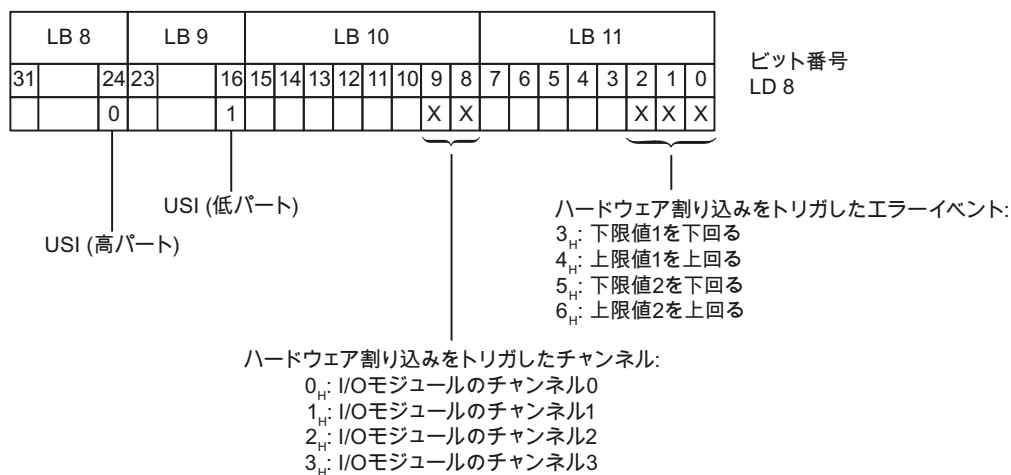 LB 8 LB 9 LB 10 LB 11
31 24 23 16 15 14 13 12 11 10 9 8 7 6 5 4 3 2 1 0
0 1 X X X X X
ビット番号
LD 8
USI (低パート)
USI (高パート)
ハードウェア割り込みをトリガしたエラーイベント:
3H: 下限値1を下回る
4H: 上限値1を上回る
5H: 下限値2を下回る
6H: 上限値2を上回る
ハードウェア割り込みをトリガしたチャンネル:
0H: I/Oモジュールのチャンネル0
1H: I/Oモジュールのチャンネル1
2H: I/Oモジュールのチャンネル2
3H: I/Oモジュールのチャンネル3